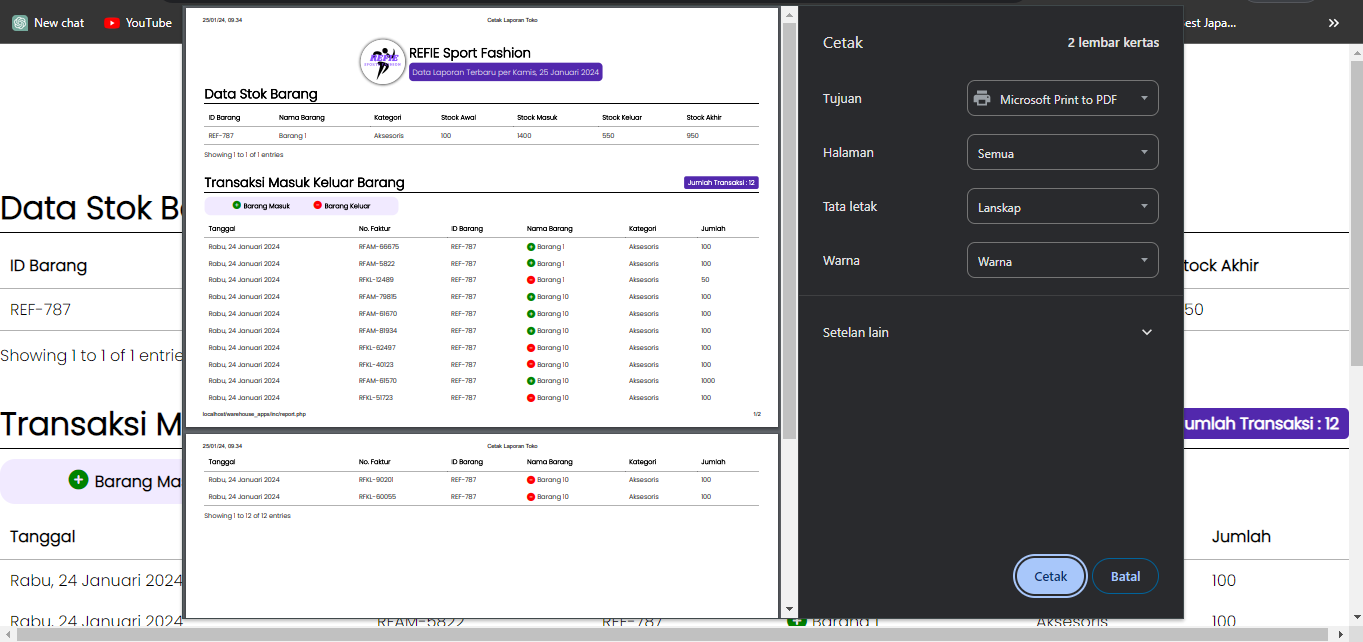 New chat
YouTube
est Japa...
25/01/24, 09.34 Cetak Laporan Toko
REFIE Sport Fashion
Data Laporan Terbaru per Kamis, 25 Januari 2024
Data Stok Barang
ID Barang Nama Barang Kategori Stock Awal Stock Masuk Stock Keluar Stock Akhir
REF-787 Barang 1 Aksesoris 100 1400 550 950
Showing 1 to 1 of 1 entries
Transaksi Masuk Keluar Barang Jumlah Transaksi : 12
Barang Masuk Barang Keluar
Tanggal No. Faktur ID Barang Nama Barang Kategori Jumlah
Rabu, 24 Januari 2024 RFAM-66675 REF-787 Barang 1 Aksesoris 100
Rabu, 24 Januari 2024 RFAM-5822 REF-787 Barang 1 Aksesoris 100
Rabu, 24 Januari 2024 RFKL-12489 REF-787 Barang 1 Aksesoris 50
Rabu, 24 Januari 2024 RFAM-79815 REF-787 Barang 10 Aksesoris 100
Rabu, 24 Januari 2024 RFAM-61670 REF-787 Barang 10 Aksesoris 100
Rabu, 24 Januari 2024 RFAM-81934 REF-787 Barang 10 Aksesoris 100
Rabu, 24 Januari 2024 RFKL-62497 REF-787 Barang 10 Aksesoris 100
Rabu, 24 Januari 2024 RFKL-40123 REF-787 Barang 10 Aksesoris 100
Rabu, 24 Januari 2024 RFAM-61570 REF-787 Barang 10 Aksesoris 1000
Rabu, 24 Januari 2024 RFKL-51723 REF-787 Barang 10 Aksesoris 100
localhost/warehouse_apps/inc/report.php 1/2
25/01/24, 09.34 Cetak Laporan Toko
Tanggal No. Faktur ID Barang Nama Barang Kategori Jumlah
Rabu, 24 Januari 2024 RFKL-90201 REF-787 Barang 10 Aksesoris 100
Rabu, 24 Januari 2024 RFKL-60055 REF-787 Barang 10 Aksesoris 100
Showing 1 to 12 of 12 entries
Cetak 2 lembar kertas
Tujuan Microsoft Print to PDF
Halaman Semua
Tata letak Lanskap
Warna Warna
Setelan lain
Cetak Batal
Data Stok B
ID Barang tock Akhir
REF-787 50
Showing 1 to 1 of 1 entrie
Transaksi M umlah Transaksi : 12
Barang Ma
Tanggal Jumlah
Rabu, 24 Januari 2024 100
Rabu, 24 Januari 2024 RFAM-5822 REF-787 Barang 1 Aksesoris 100